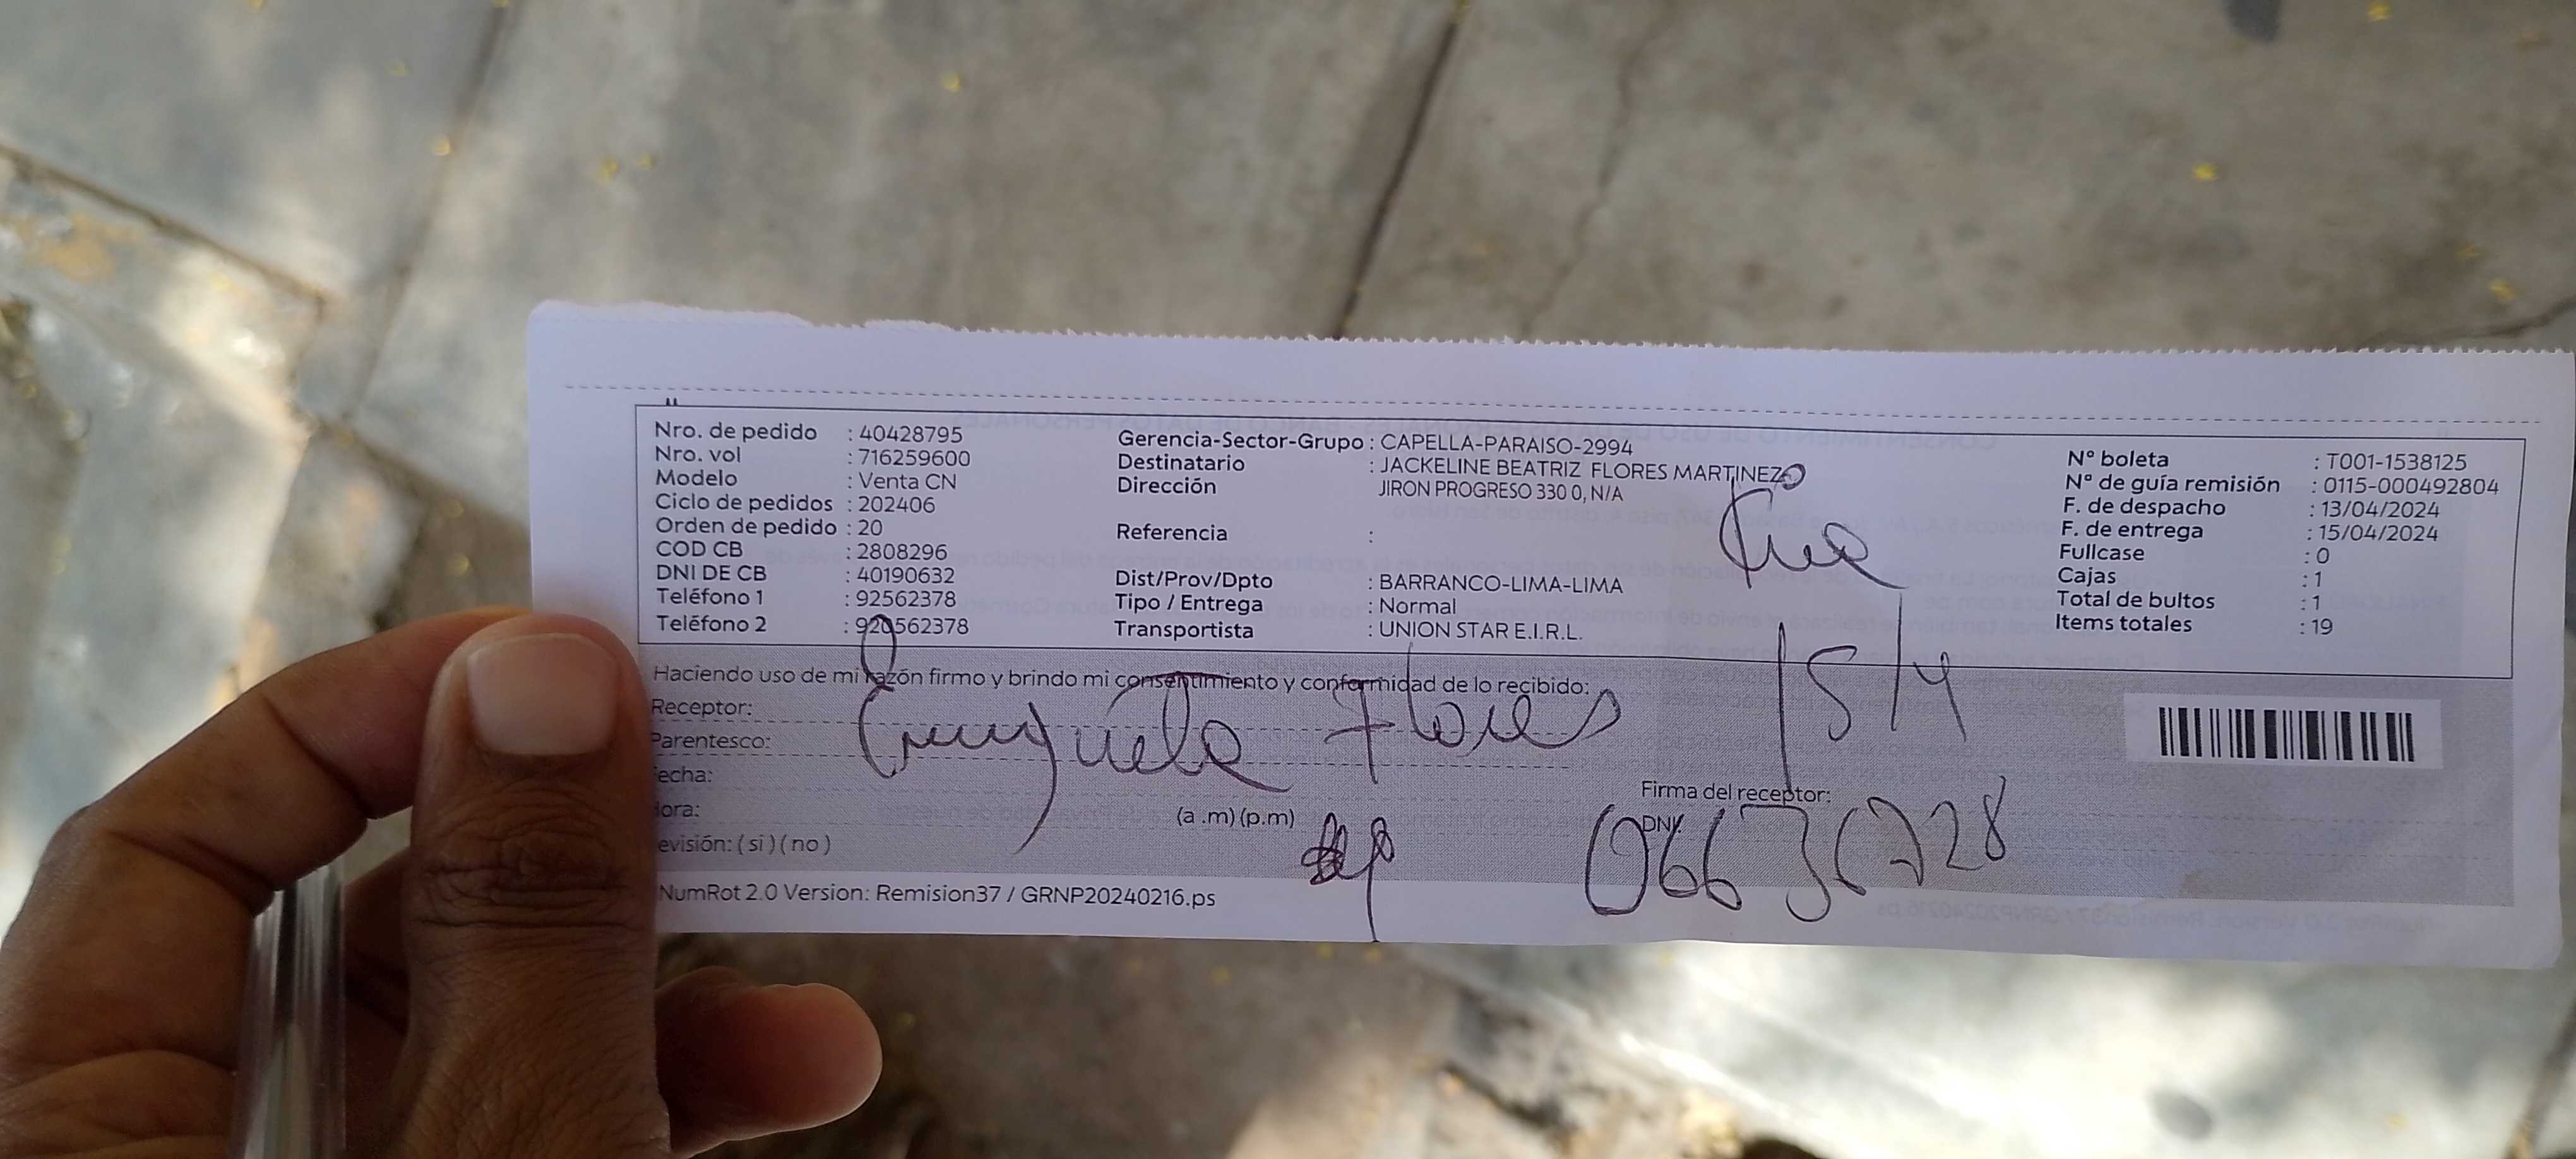 Nro. de pedido : 40428795
Nro. vol : 716259600
Modelo : Venta CN
Ciclo de pedidos : 202406
Orden de pedido : 20
COD CB : 2808296
DNI DE CB : 40190632
Teléfono 1 : 92562378
Teléfono 2 : 920562378
Gerencia-Sector-Grupo : CAPELLA-PARAISO-2994
Destinatario : JACKELINE BEATRIZ FLORES MARTINEZ
Dirección JIRON PROGRESO 330 0, N/A
Referencia :
Dist/Prov/Dpto : BARRANCO-LIMA-LIMA
Tipo / Entrega : Normal
Transportista : UNION STAR E.I.R.L.
N° boleta : T001-1538125
N° de guía remisión : 0115-000492804
F. de despacho : 13/04/2024
F. de entrega : 15/04/2024
Fullcase : 0
Cajas : 1
Total de bultos : 1
Items totales : 19
15/4
Haciendo uso de mi razón firmo y brindo mi consentimiento y conformidad de lo recibido:
Receptor: Flores
Parentesco:
echa:
ora:
(a .m) (p.m)
evisión: ( si ) ( no )
Firma del receptor:
DNI:
NumRot 2.0 Version: Remision37 / GRNP20240216.ps